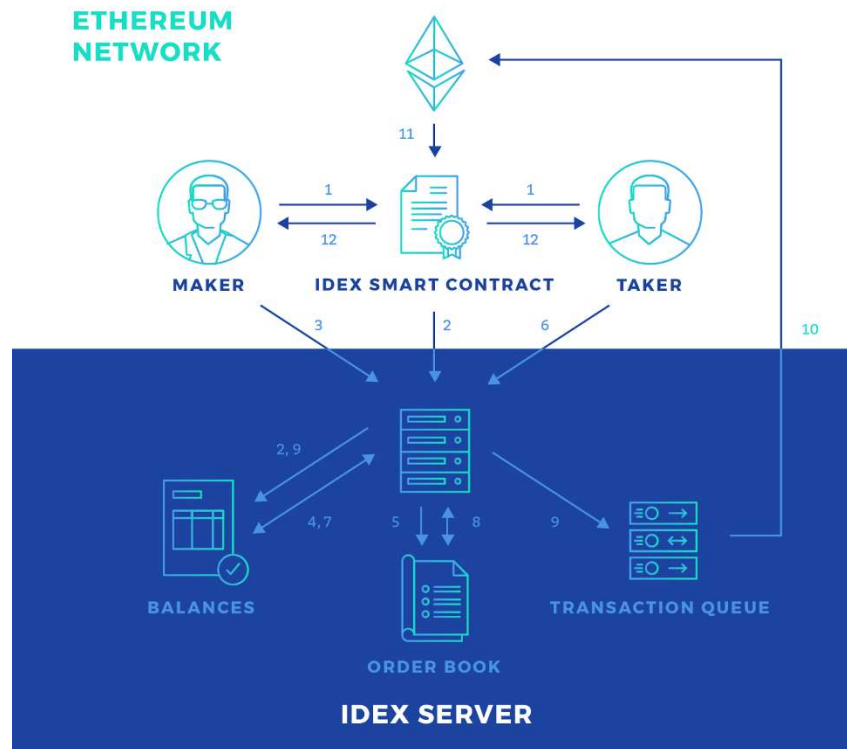 ETHEREUM
NETWORK
11
1
1
12
12
MAKER
IDEX SMART CONTRACT
TAKER
3
2
6
10
2, 9
4, 7
5
8
9
BALANCES
TRANSACTION QUEUE
ORDER BOOK
IDEX SERVER